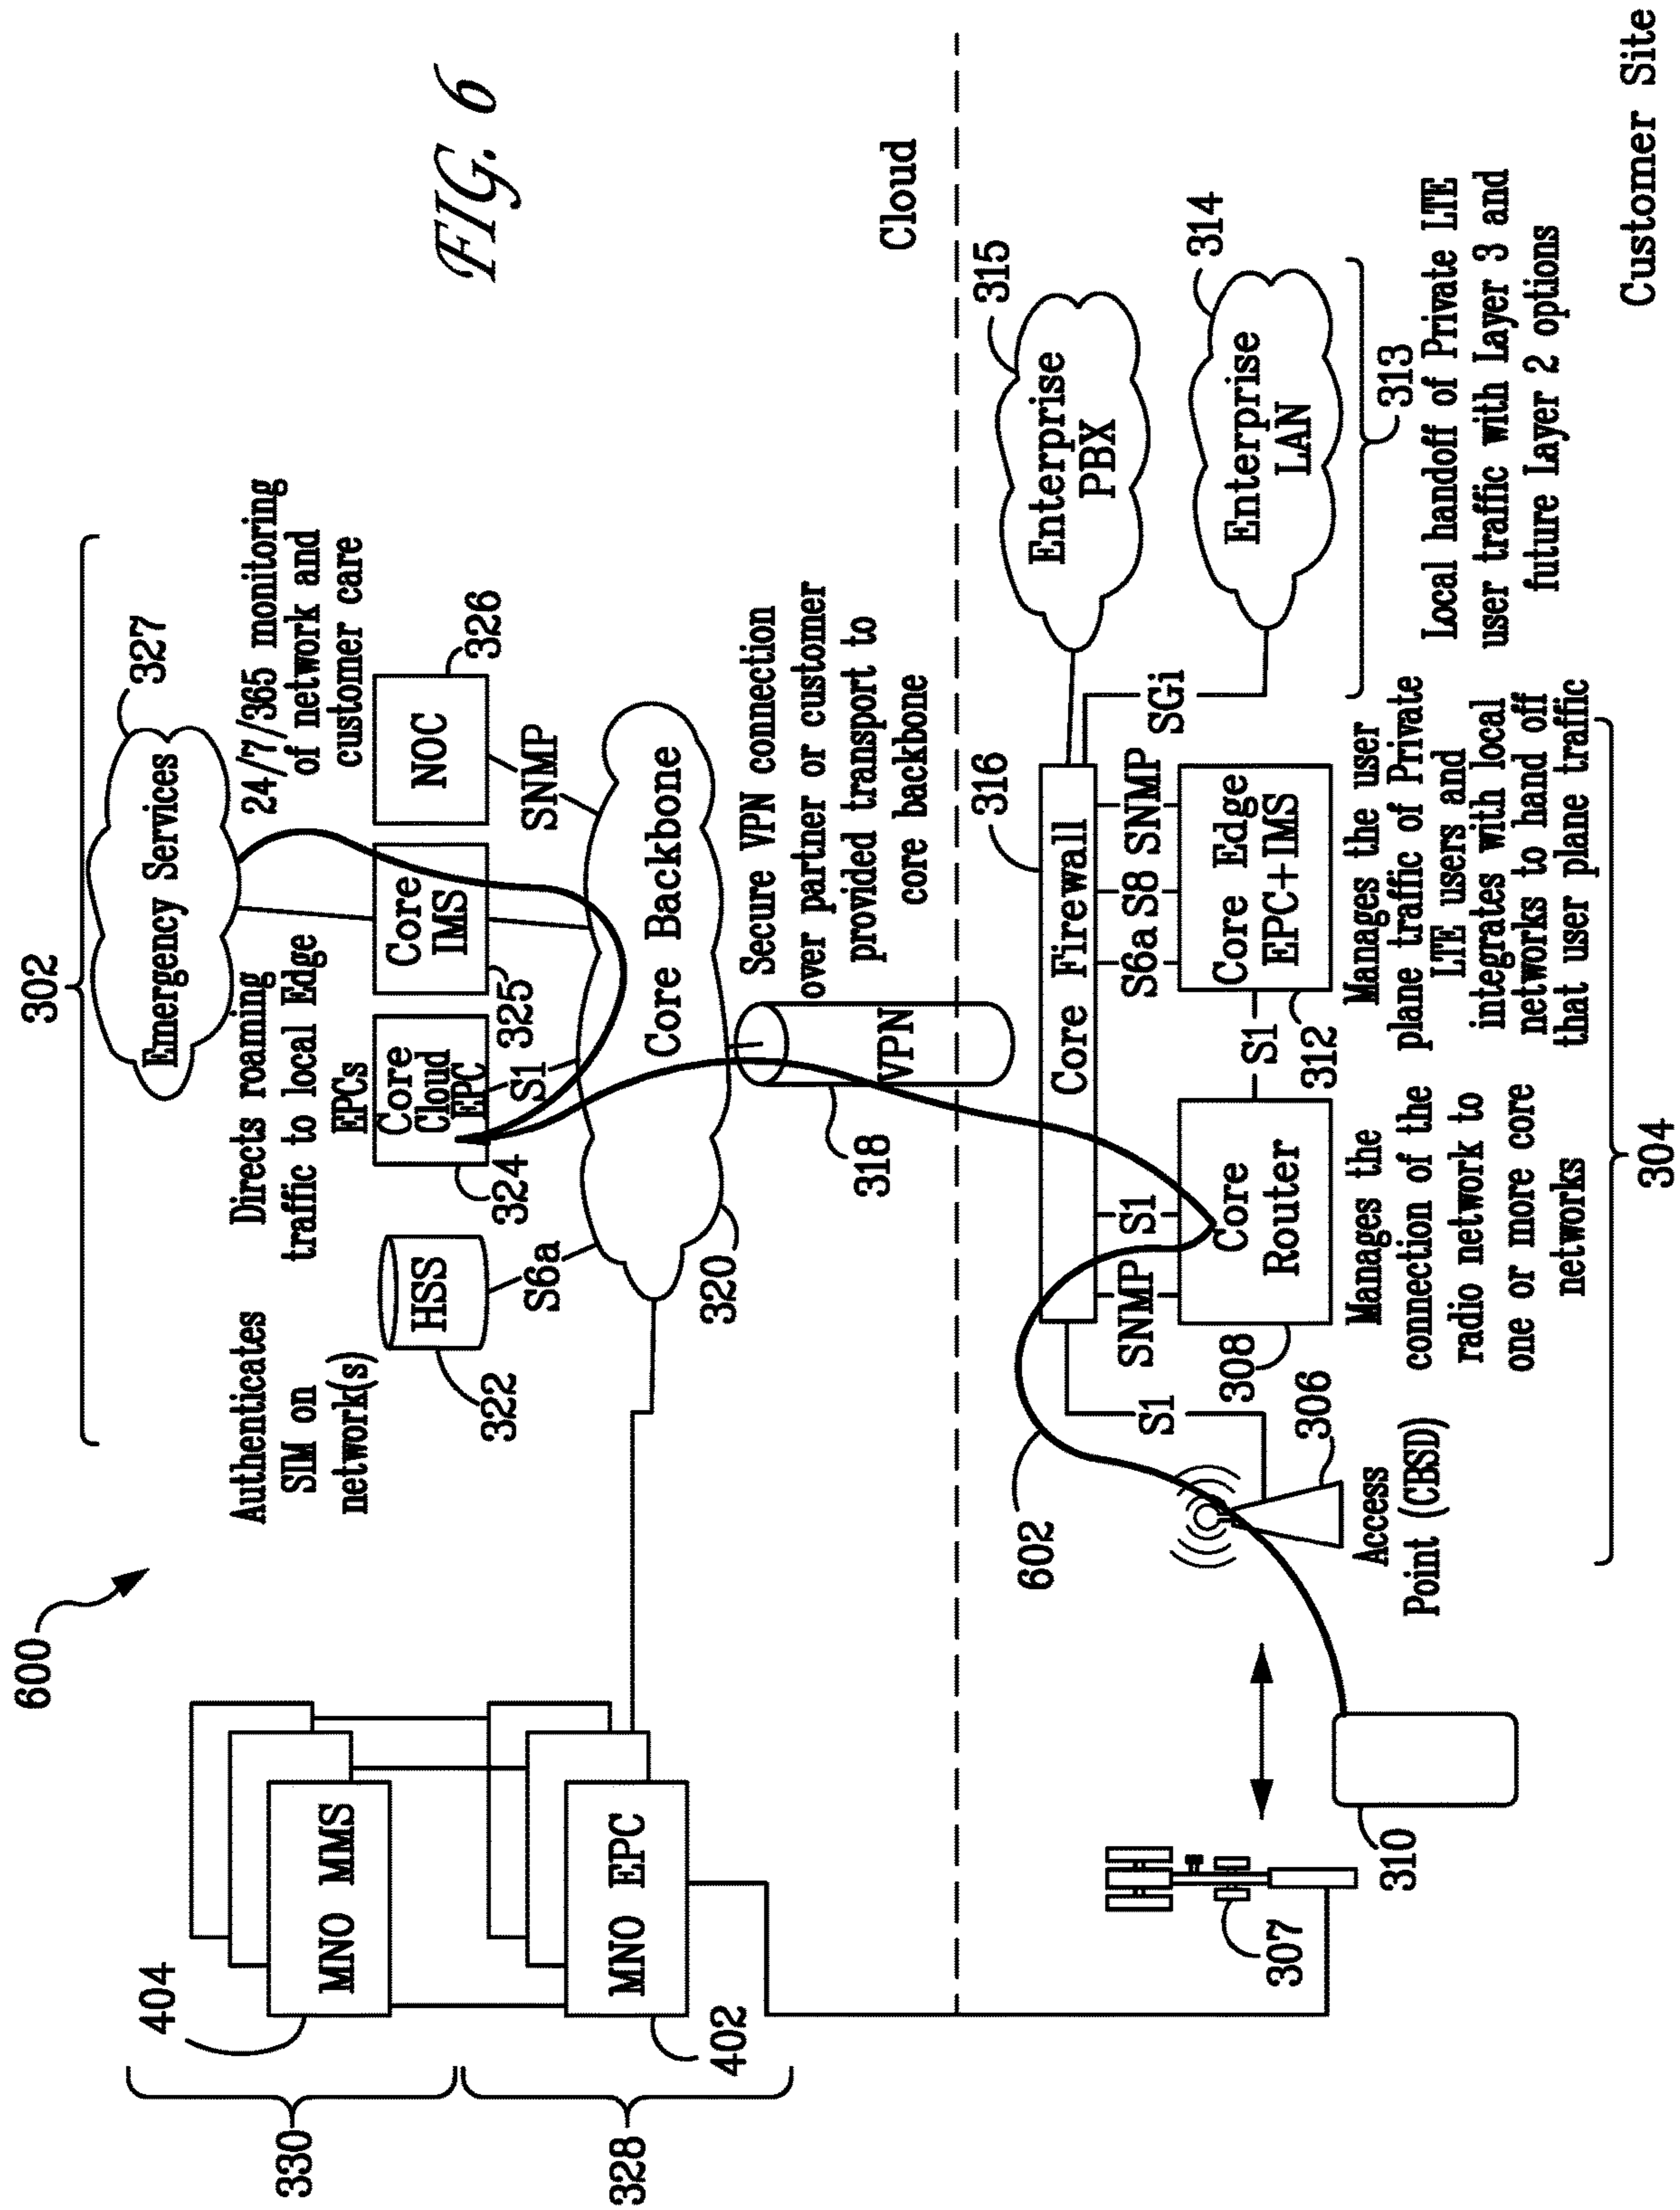 FIG. 6
600
302
327
Emergency Services
24/7/365 monitoring
of network and
customer care
Directs roaming
traffic to local Edge
EPCs
Authenticates
SIM on
network(s)
404
330
MNO MMS
HSS
322
Core
Cloud
EPC
324
Core
IMS
325
NOC
326
S6a
S1
SNMP
Core Backbone
320
328
MNO EPC
402
Secure VPN connection
over partner or customer
provided transport to
core backbone
VPN
318
Cloud
315
Enterprise
PBX
314
Enterprise
LAN
313
SGi
316
Core Firewall
602
S1
SNMP
S1
S6a
S8
SNMP
Core
Router
308
S1
Core Edge
EPC+IMS
312
306
307
310
Access
Point (CBSD)
Manages the
connection of the
radio network to
one or more core
networks
Manages the user
plane traffic of Private
LTE users and
integrates with local
networks to hand off
that user plane traffic
Local handoff of Private LTE
user traffic with Layer 3 and
future Layer 2 options
304
Customer Site